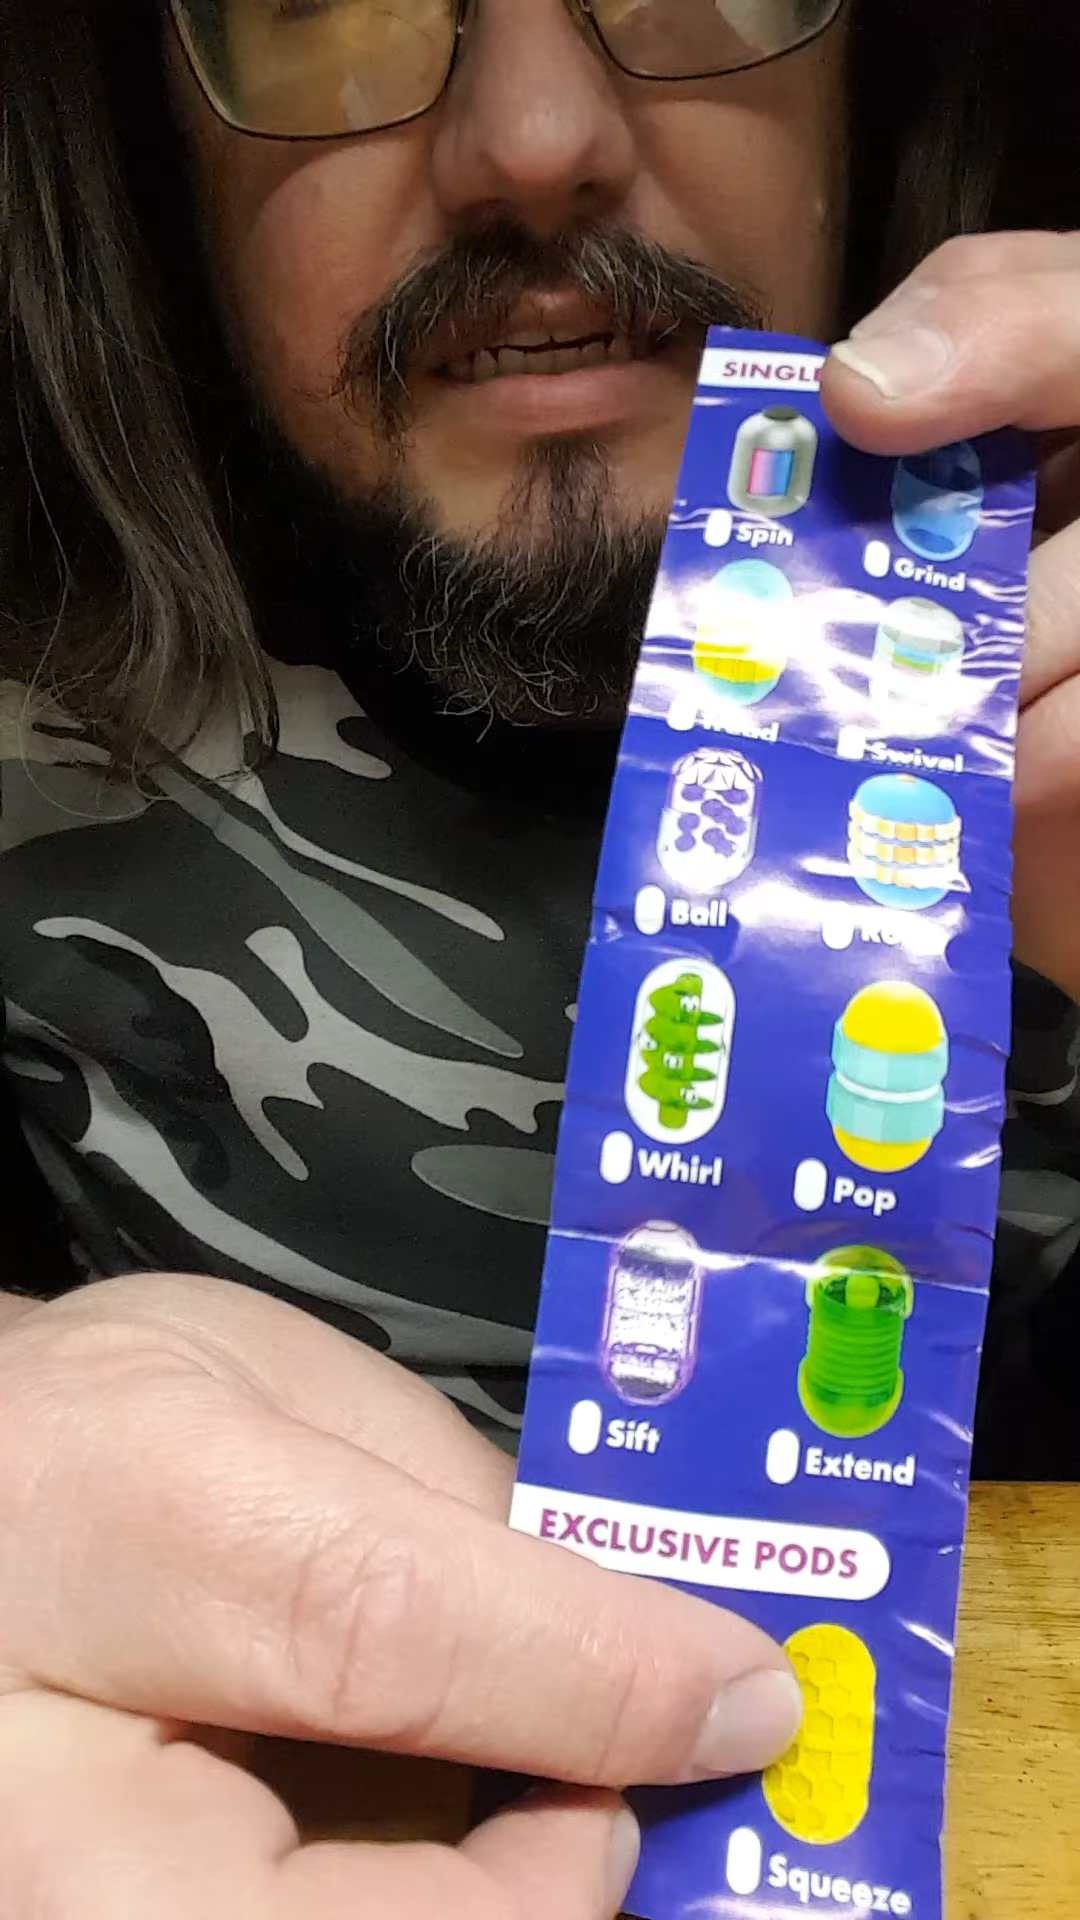 SINGL
Spin
Grind
Swivel
Ball
Whirl
Pop
Sift
Extend
EXCLUSIVE PODS
Squeeze